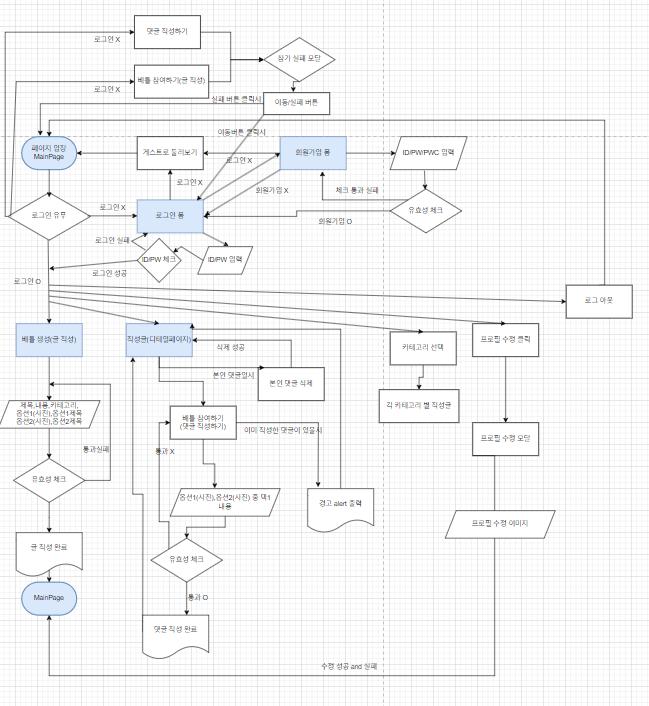 댓글 작성하기
로그인 X
배틀 참여하기(글 작성)
로그인 X
참가 실패 모달
이동/실패 버튼
실패 버튼 클릭시
이동버튼 클릭시
페이지 입장
MainPage
게스트로 둘러보기
로그인 X
회원가입 폼
ID/PW/PWC 입력
로그인 X
회원가입 X
체크 통과 실패
로그인 유무
로그인 X
로그인 폼
회원가입 O
유효성 체크
로그인 실패
ID/PW 체크
ID/PW 입력
로그인 성공
로그인 O
로그 아웃
배틀 생성(글 작성)
작성글(디테일페이지)
삭제 성공
카테고리 선택
프로필 수정 클릭
본인 댓글일시
본인 댓글 삭제
제목,내용,카테고리,
옵션1(사진),옵션1제목
옵션2(사진),옵션2제목
배틀 참여하기
(댓글 작성하기)
이미 작성한 댓글이 있을시
각 카테고리 별 작성글
프로필 수정 모달
통과실패
통과 X
유효성 체크
옵션1(사진),옵션2(사진) 중 택1
내용
경고 alert 출력
프로필 수정 이미지
글 작성 완료
유효성 체크
MainPage
통과 O
댓글 작성 완료
수정 성공 and 실패